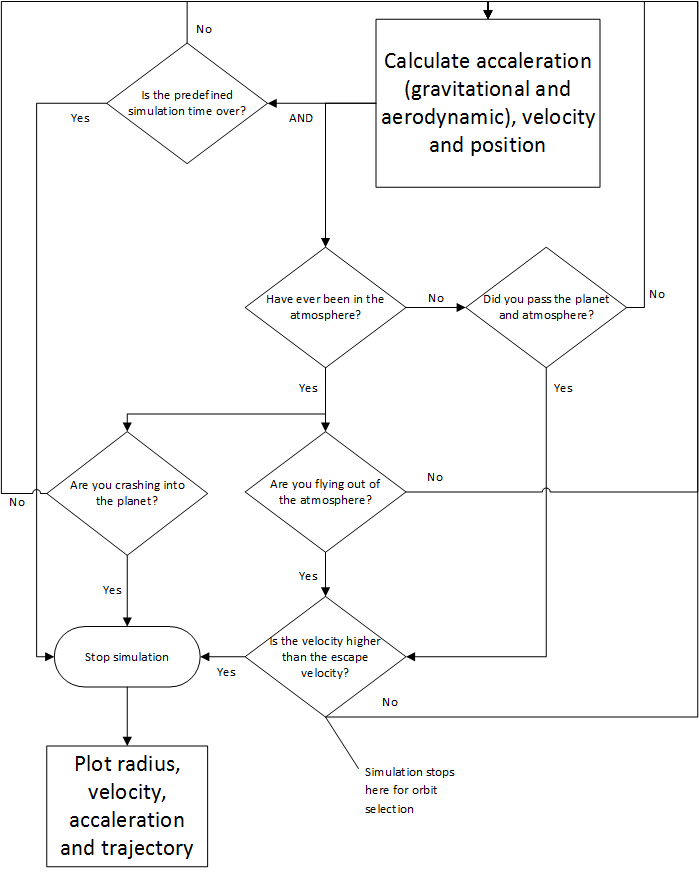 No
Calculate accaleration
(gravitational and
aerodynamic), velocity
and position
Is the predefined
simulation time over?
Yes
AND
Have ever been in the
atmosphere?
No
Did you pass the planet
and atmosphere?
No
Yes
Yes
Are you crashing into
the planet?
No
Are you flying out of
the atmosphere?
No
Yes
Yes
Stop simulation
Yes
Is the velocity higher
than the escape
velocity?
No
Simulation stops
here for orbit
selection
Plot radius,
velocity,
acceleration
and trajectory